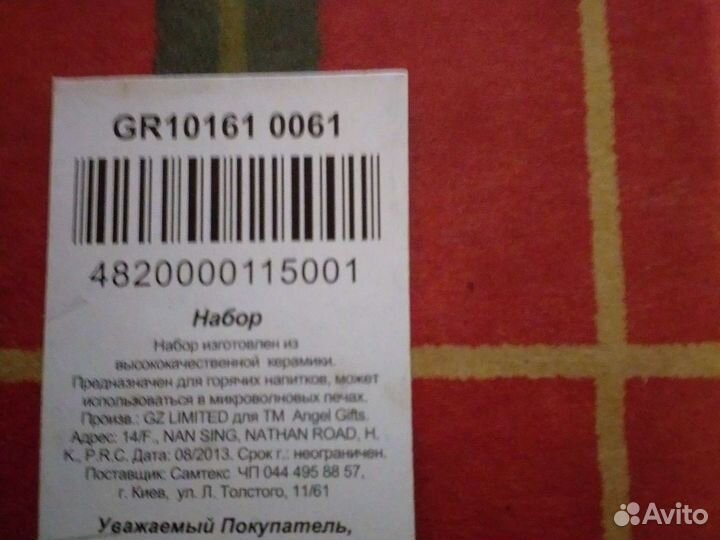 GR10161 0061
4820000115001
Набор
Набор изготовлен из
высококачественной керамики.
Предназначен для горячих напитков, может
использоваться в микроволновых печах.
Произв.: GZ LIMITED для ТМ Angel Gifts.
Адрес: 14/F., NAN SING, NATHAN ROAD, H.
K., P.R.C. Дата: 08/2013. Срок г.: неограничен.
Поставщик: Самтекс ЧП 044 495 88 57,
г. Киев, ул. Л. Толстого, 11/61
Уважаемый Покупатель,
Avito